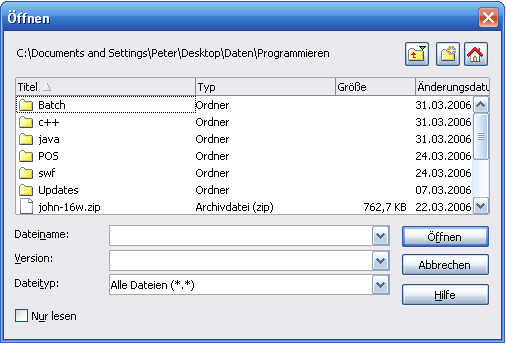 Öffnen
C:\Documents and Settings\Peter\Desktop\Daten\Programmieren
Titel Typ Größe Änderungsdatu
Batch Ordner 31.03.2006
c++ Ordner 31.03.2006
java Ordner 31.03.2006
POS Ordner 24.03.2006
swf Ordner 24.03.2006
Updates Ordner 07.03.2006
john-16w.zip Archivdatei (zip) 762,7 KB 22.03.2006
Dateiname: Öffnen
Version: Abbrechen
Dateityp: Alle Dateien (*.*) Hilfe
Nur lesen